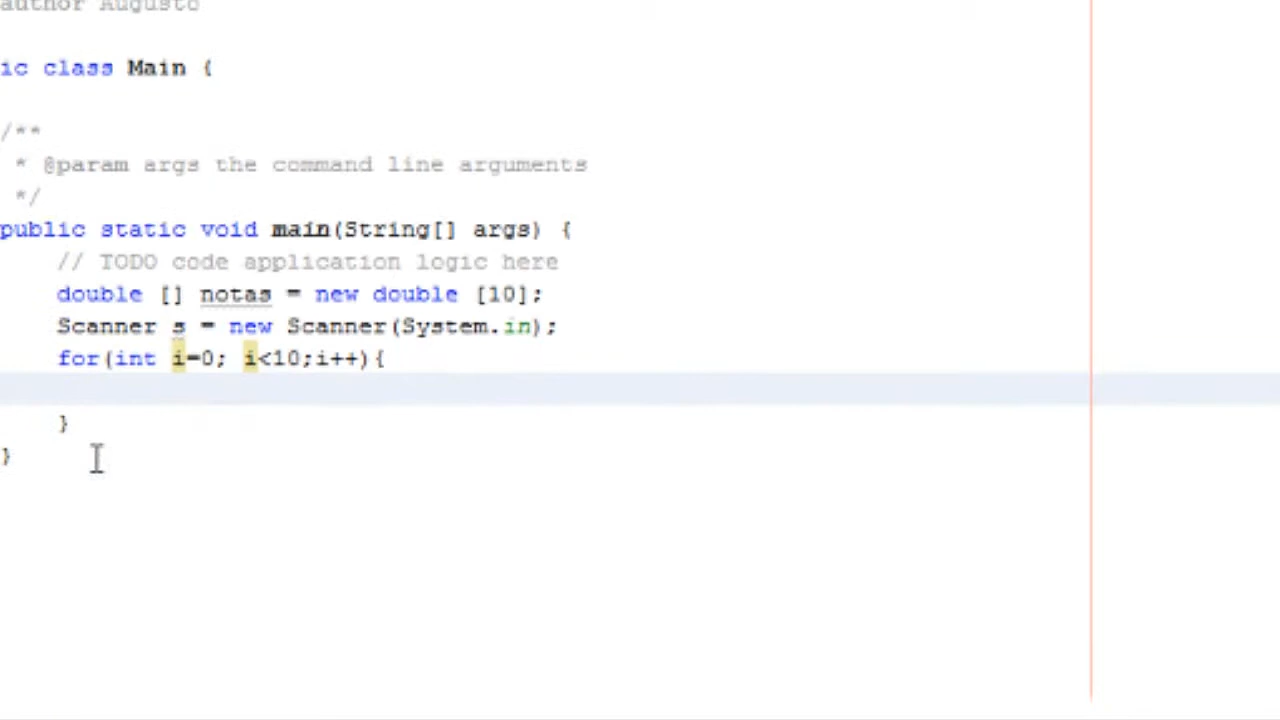 author Augusto
ic class Main {
/**
* @param args the command line arguments
*/
public static void main(String[] args) {
// TODO code application logic here
double [] notas = new double [10];
Scanner s = new Scanner(System.in);
for(int i=0; i<10;i++){
}
}